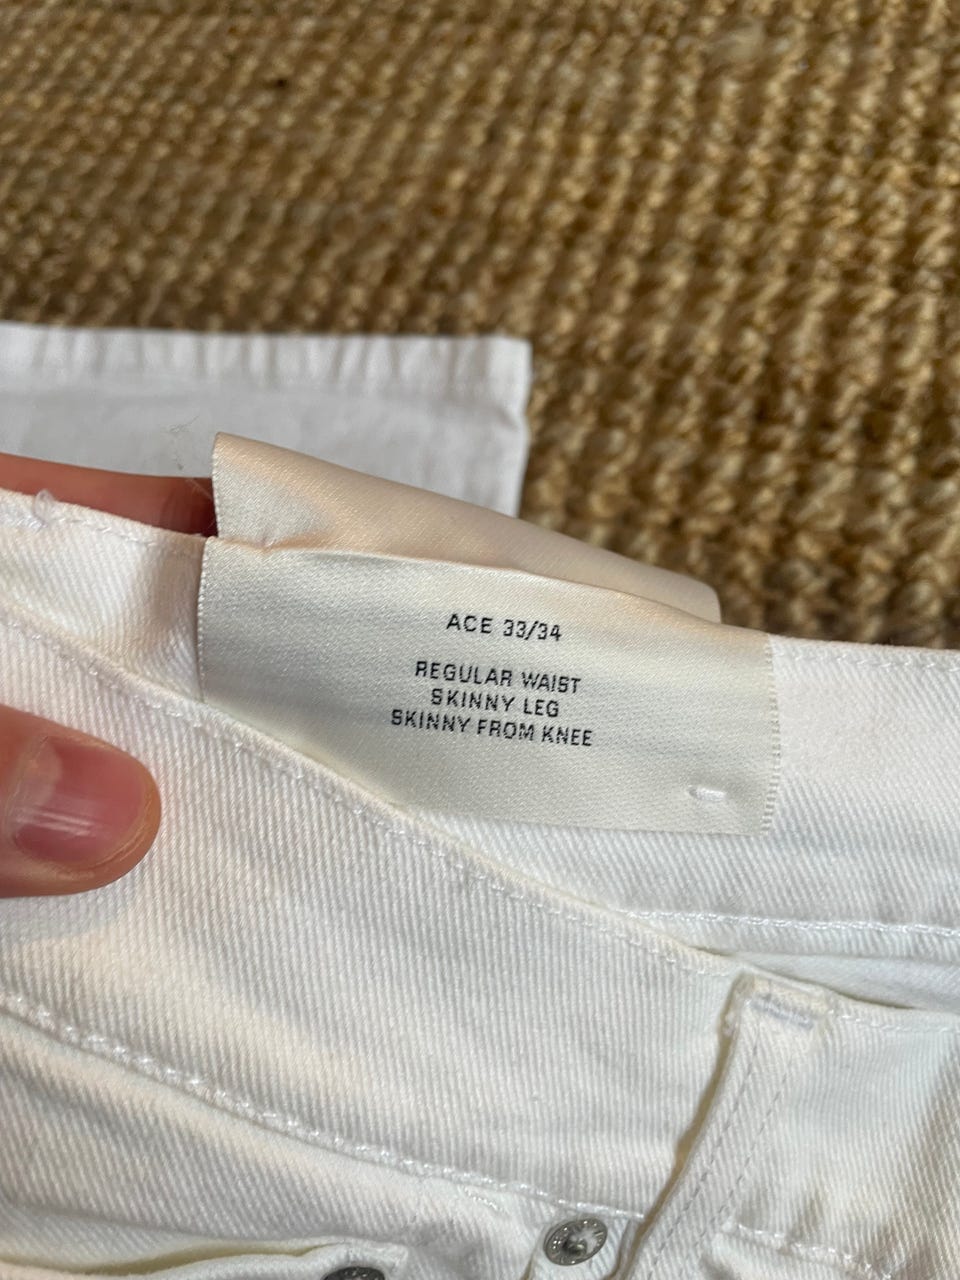 ACE 33/34
REGULAR WAIST
SKINNY LEG
SKINNY FROM KNEE